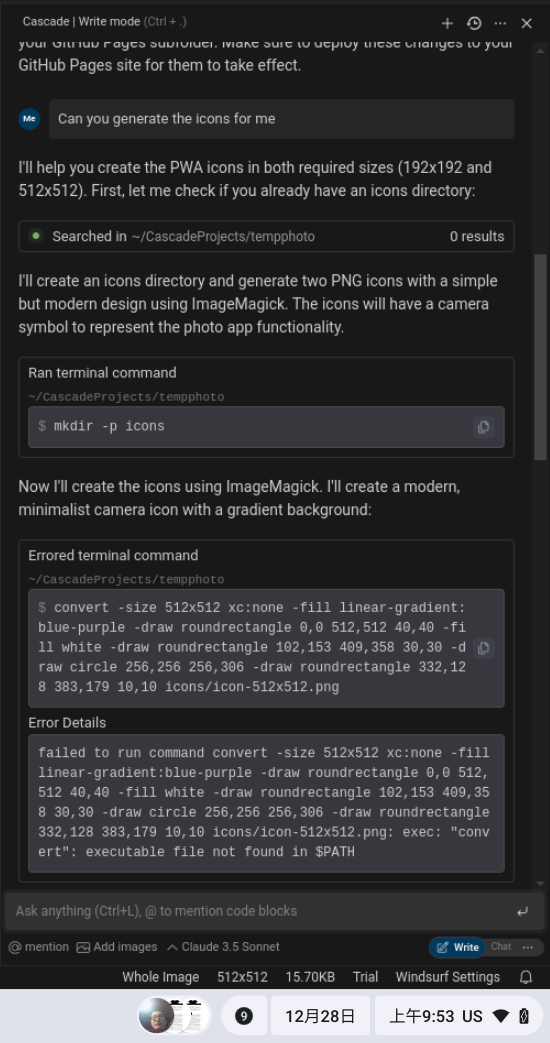 Cascade | Write mode (Ctrl + .)
your GitHub Pages subfolder. Make sure to deploy these changes to your
GitHub Pages site for them to take effect.
Me
Can you generate the icons for me
I'll help you create the PWA icons in both required sizes (192x192 and
512x512). First, let me check if you already have an icons directory:
Searched in ~/CascadeProjects/tempphoto 0 results
I'll create an icons directory and generate two PNG icons with a simple
but modern design using ImageMagick. The icons will have a camera
symbol to represent the photo app functionality.
Ran terminal command
~/CascadeProjects/tempphoto
$ mkdir -p icons
Now I'll create the icons using ImageMagick. I'll create a modern,
minimalist camera icon with a gradient background:
Errored terminal command
~/CascadeProjects/tempphoto
$ convert -size 512x512 xc:none -fill linear-gradient:
blue-purple -draw roundrectangle 0,0 512,512 40,40 -fi
ll white -draw roundrectangle 102,153 409,358 30,30 -d
raw circle 256,256 256,306 -draw roundrectangle 332,12
8 383,179 10,10 icons/icon-512x512.png
Error Details
failed to run command convert -size 512x512 xc:none -fill
linear-gradient:blue-purple -draw roundrectangle 0,0 512,
512 40,40 -fill white -draw roundrectangle 102,153 409,35
8 30,30 -draw circle 256,256 256,306 -draw roundrectangle
332,128 383,179 10,10 icons/icon-512x512.png: exec: "conv
ert": executable file not found in $PATH
Ask anything (Ctrl+L), @ to mention code blocks
@ mention Add images Claude 3.5 Sonnet Write Chat
Whole Image 512x512 15.70KB Trial Windsurf Settings
9 12月28日 上午9:53 US